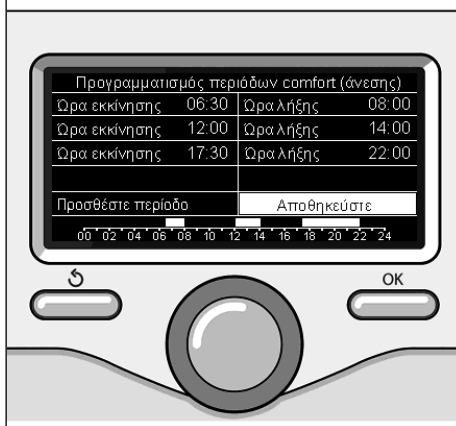 Προγραμματισμός περιόδων comfort (άνεσης)
Ώρα εκκίνησης 06:30 Ώρα λήξης 08:00
Ώρα εκκίνησης 12:00 Ώρα λήξης 14:00
Ώρα εκκίνησης 17:30 Ώρα λήξης 22:00
Προσθέστε περίοδο Αποθηκεύστε
00 02 04 06 08 10 12 14 16 18 20 22 24
OK